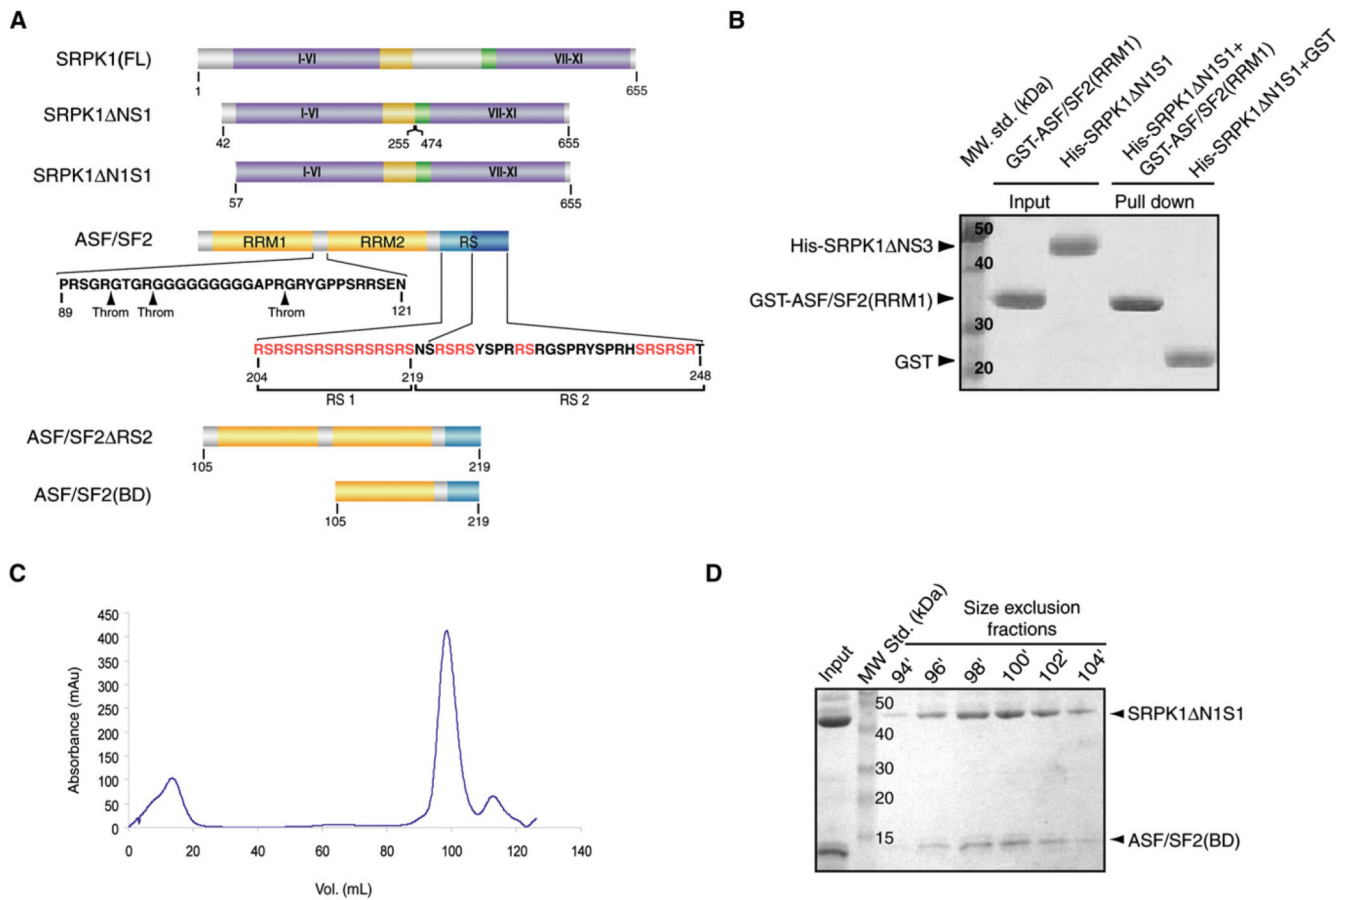 A
SRPK1(FL)
I-VI
VII-XI
1
655
SRPK1ΔNS1
I-VI
VII-XI
42
255
474
655
SRPK1ΔN1S1
I-VI
VII-XI
57
655
ASF/SF2
RRM1
RRM2
RS
PRSGRGTGRGGGGGGGGGAPRGRYGPPSRRSEN
89
Throm
Throm
Throm
121
RSRSRSRSRSRSRSRSNSRSRSYSPRRSRGSPRYSPRHSRSRSRT
204
219
248
RS 1
RS 2
ASF/SF2ΔRS2
105
219
ASF/SF2(BD)
105
219
B
MW. std. (kDa)
GST-ASF/SF2(RRM1)
His-SRPK1ΔN1S1
His-SRPK1ΔN1S1+
GST-ASF/SF2(RRM1)
His-SRPK1ΔN1S1+GST
Input
Pull down
His-SRPK1ΔNS3
GST-ASF/SF2(RRM1)
GST
50
40
30
20
C
Absorbance (mAu)
450
400
350
300
250
200
150
100
50
0
0
20
40
60
80
100
120
140
Vol. (mL)
D
Size exclusion
fractions
Input
MW Std. (kDa)
94'
96'
98'
100'
102'
104'
50
40
30
20
15
SRPK1ΔN1S1
ASF/SF2(BD)